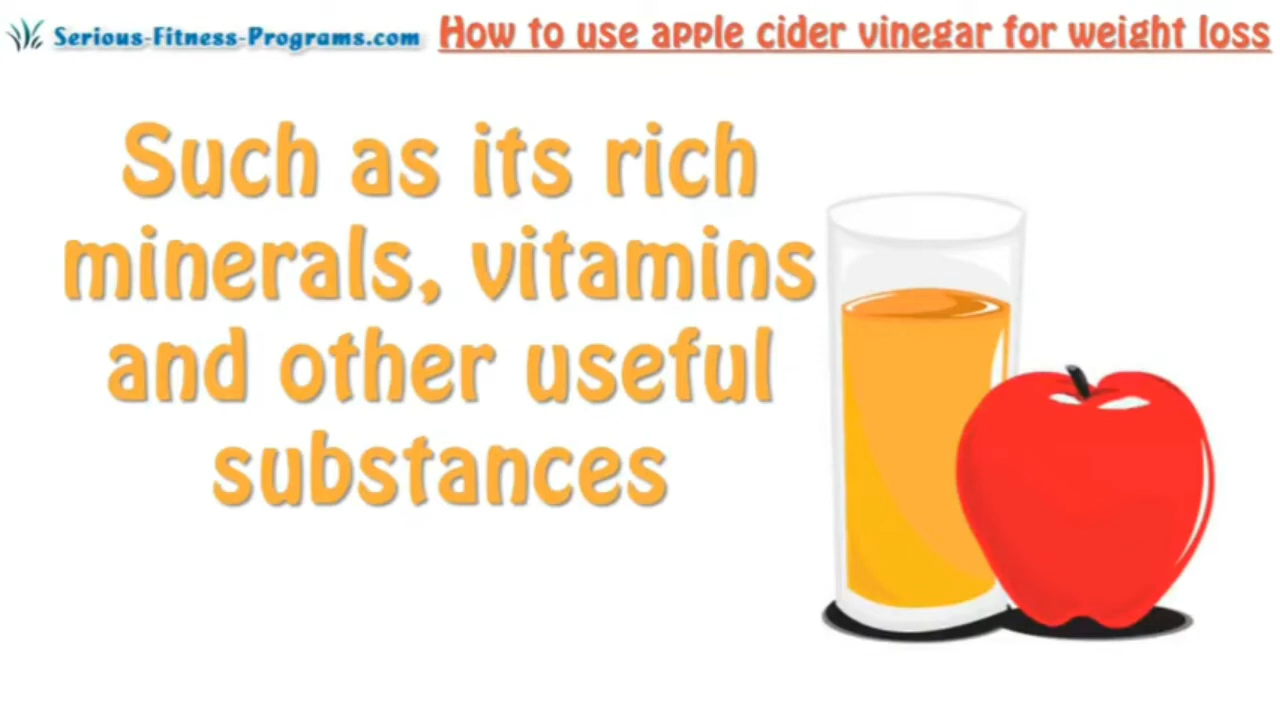 Serious-Fitness-Programs.com
How to use apple cider vinegar for weight loss
Such as its rich
minerals, vitamins
and other useful
substances